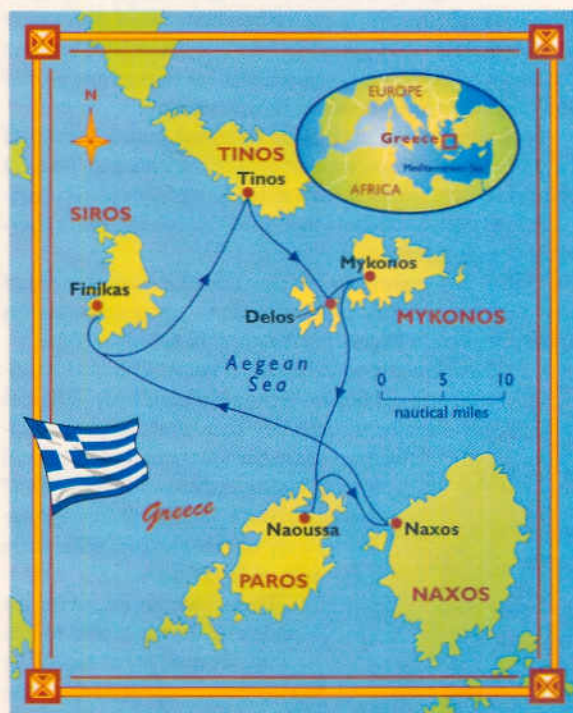 N
EUROPE
Greece
Mediterranean Sea
AFRICA
TINOS
Tinos
SIROS
Finikas
Mykonos
Delos
MYKONOS
Aegean
Sea
0 5 10
nautical miles
Greece
Naoussa
Naxos
PAROS
NAXOS